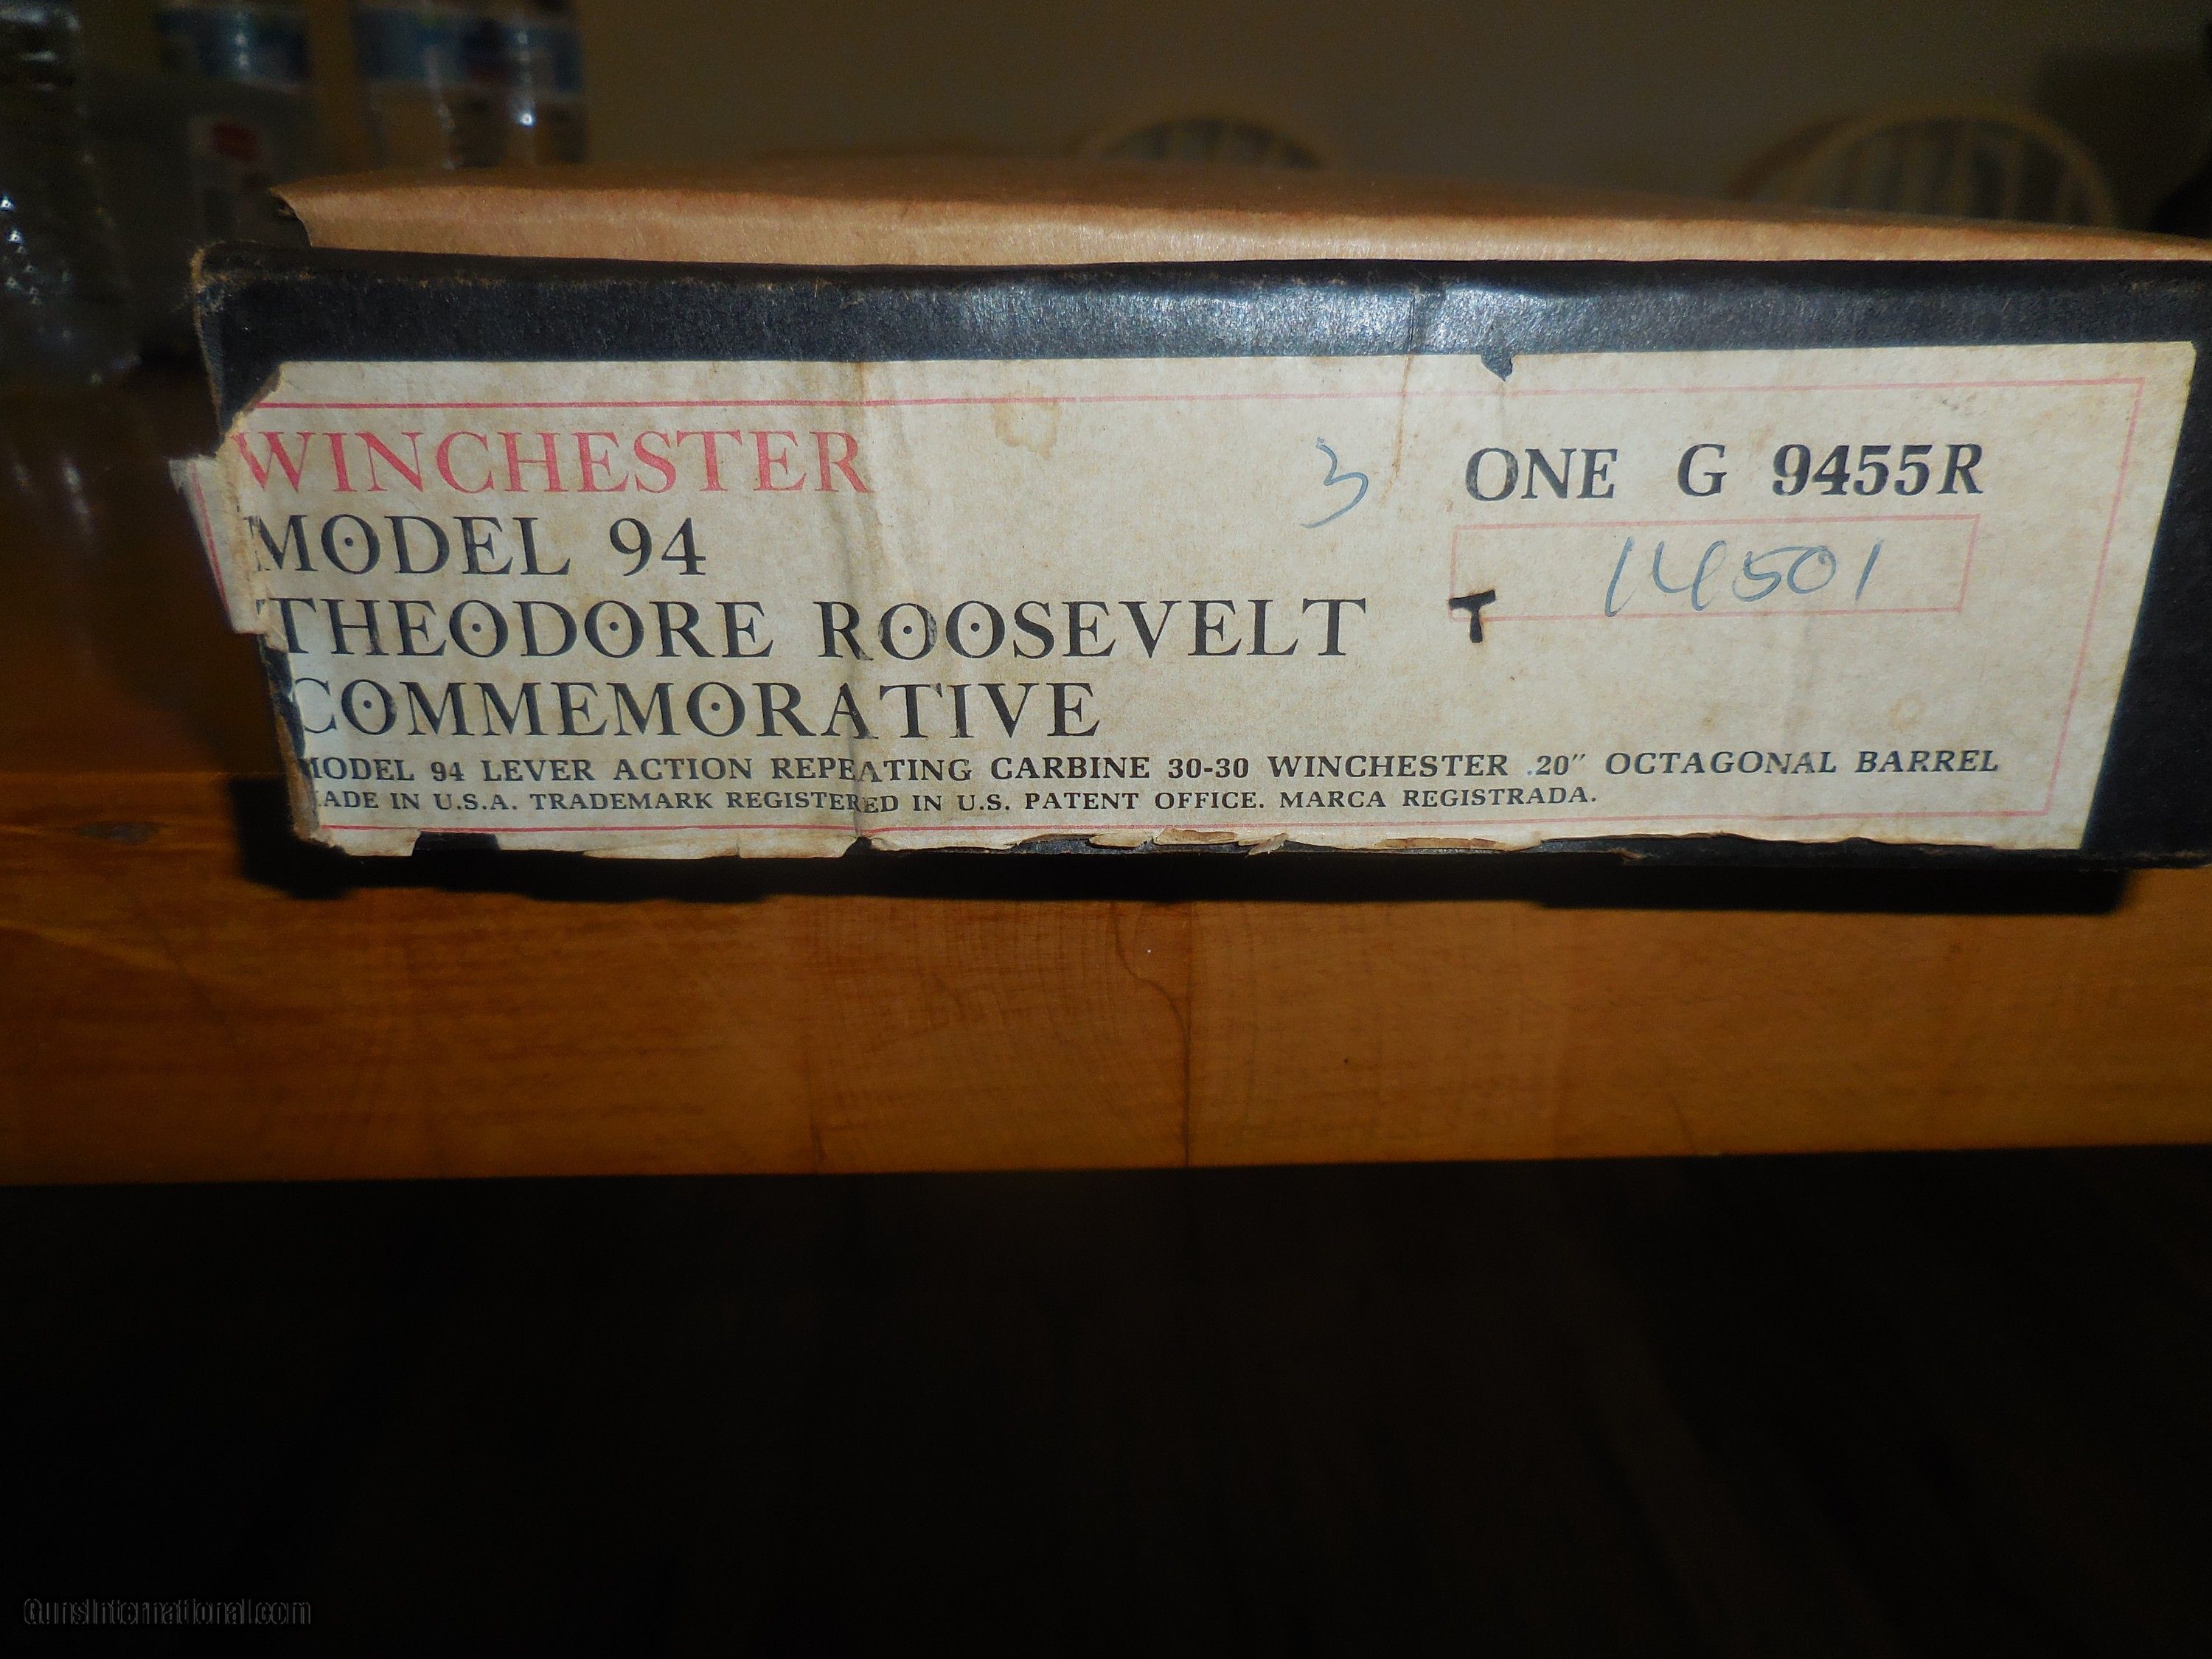 WINCHESTER
3
ONE G 9455R
MODEL 94
14501
THEODORE ROOSEVELT
T
COMMEMORATIVE
MODEL 94 LEVER ACTION REPEATING CARBINE 30-30 WINCHESTER .20″ OCTAGONAL BARREL
ADE IN U.S.A. TRADEMARK REGISTERED IN U.S. PATENT OFFICE. MARCA REGISTRADA.
GunsInternational.com